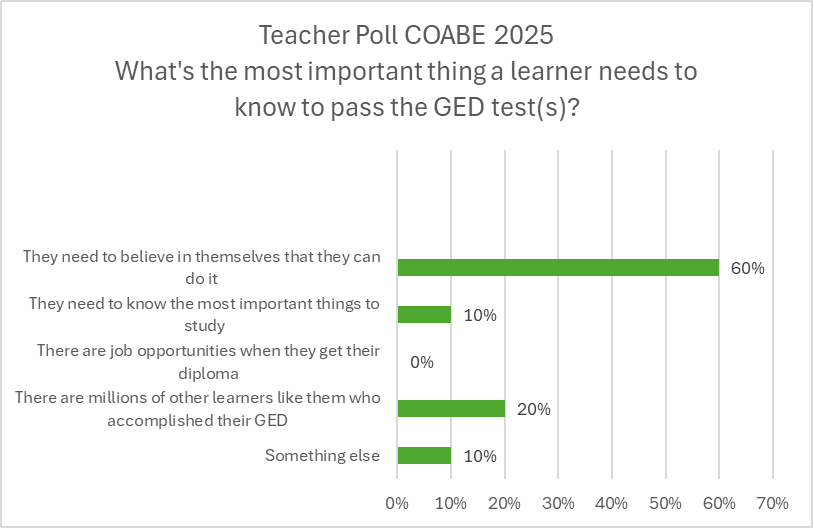 Teacher Poll COABE 2025
What's the most important thing a learner needs to
know to pass the GED test(s)?
They need to believe in themselves that they can
do it
60%
They need to know the most important things to
study
10%
There are job opportunities when they get their
diploma
0%
There are millions of other learners like them who
accomplished their GED
20%
Something else
10%
0% 10% 20% 30% 40% 50% 60% 70%